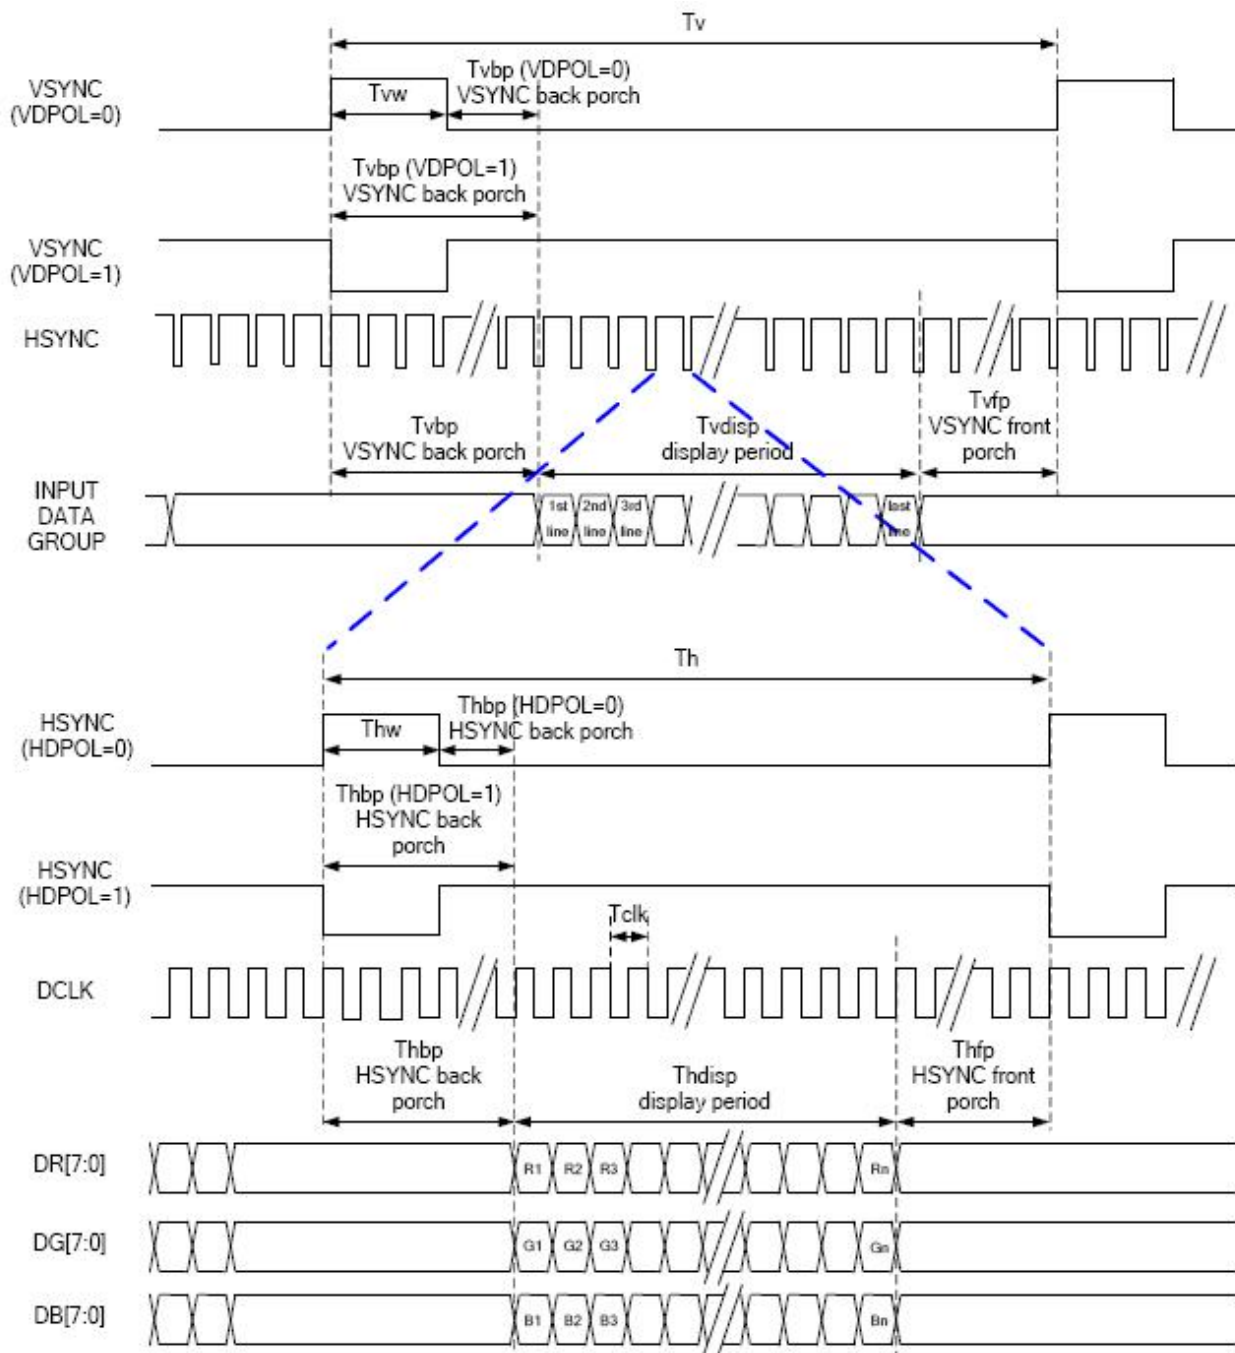 Tv
VSYNC
(VDPOL=0)
Tvw
Tvbp (VDPOL=0)
VSYNC back porch
Tvbp (VDPOL=1)
VSYNC back porch
VSYNC
(VDPOL=1)
HSYNC
Tvbp
VSYNC back porch
Tvdisp
display period
Tvfp
VSYNC front
porch
INPUT
DATA
GROUP
1st
line
2nd
line
3rd
line
last
line
Th
HSYNC
(HDPOL=0)
Thw
Thbp (HDPOL=0)
HSYNC back porch
Thbp (HDPOL=1)
HSYNC back
porch
HSYNC
(HDPOL=1)
Tclk
DCLK
Thbp
HSYNC back
porch
Thdisp
display period
Thfp
HSYNC front
porch
DR[7:0]
R1 R2 R3 Rn
DG[7:0]
G1 G2 G3 Gn
DB[7:0]
B1 B2 B3 Bn